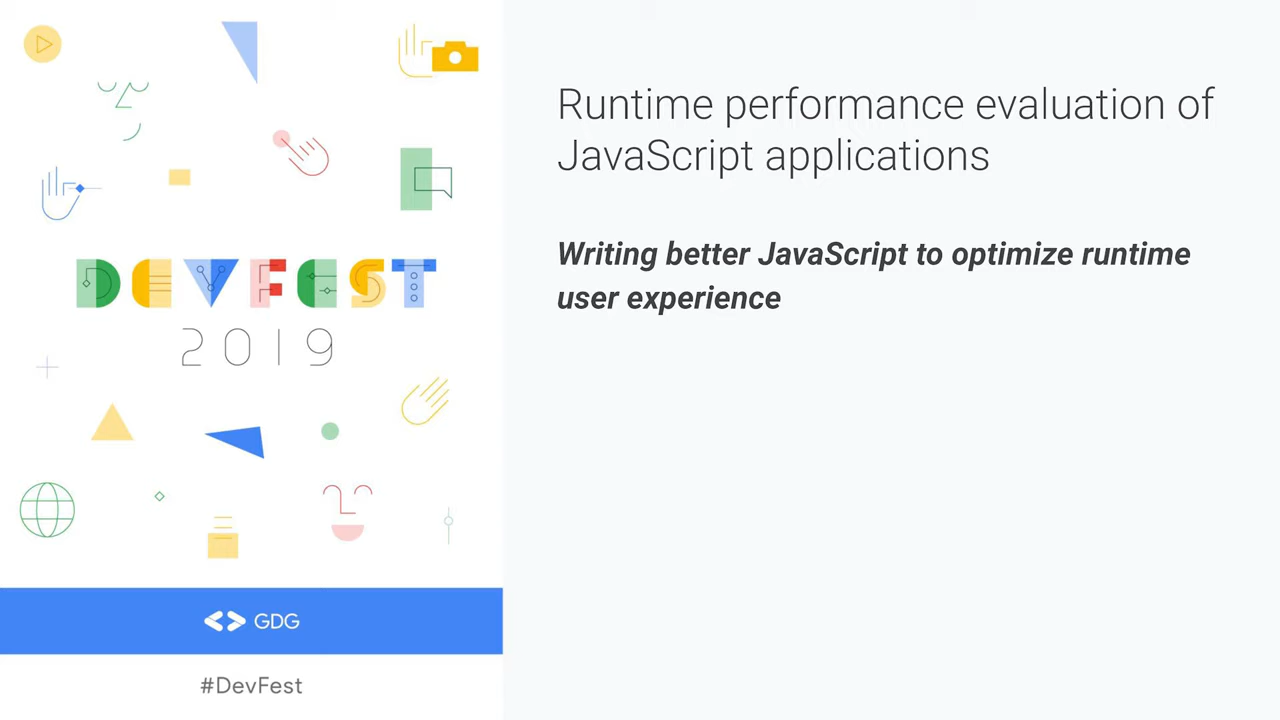 DEVFEST
2019
GDG
#DevFest
Runtime performance evaluation of
JavaScript applications
Writing better JavaScript to optimize runtime
user experience